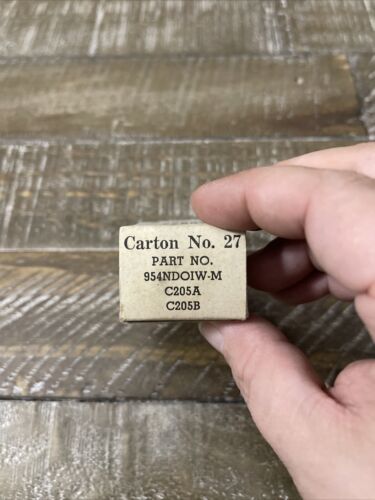 Carton No. 27
PART NO.
954NDOIW-M
C205A
C205B